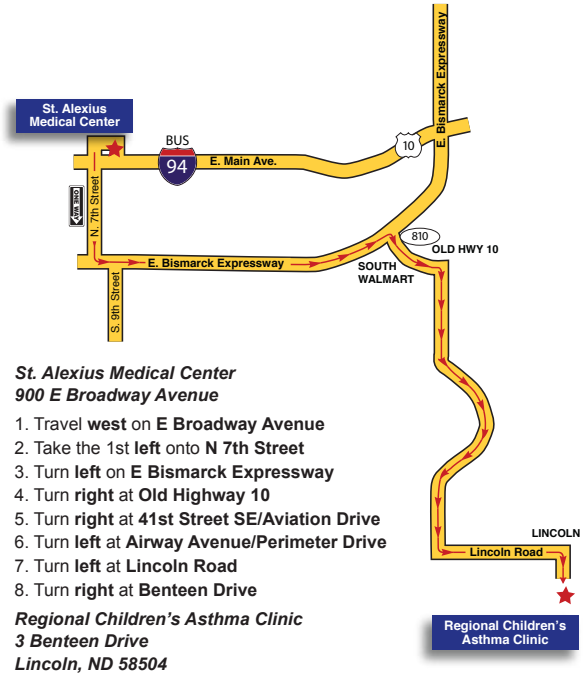 E. Bismarck Expressway
St. Alexius
Medical Center
BUS
94
E. Main Ave.
10
E. Bismarck Expressway
ONE WAY
N. 7th Street
810
OLD HWY 10
E. Bismarck Expressway
SOUTH
WALMART
S. 9th Street
St. Alexius Medical Center
900 E Broadway Avenue
1. Travel west on E Broadway Avenue
2. Take the 1st left onto N 7th Street
3. Turn left on E Bismarck Expressway
4. Turn right at Old Highway 10
5. Turn right at 41st Street SE/Aviation Drive
6. Turn left at Airway Avenue/Perimeter Drive
7. Turn left at Lincoln Road
8. Turn right at Benteen Drive
Regional Children's Asthma Clinic
3 Benteen Drive
Lincoln, ND 58504
LINCOLN
Lincoln Road
Regional Children's
Asthma Clinic